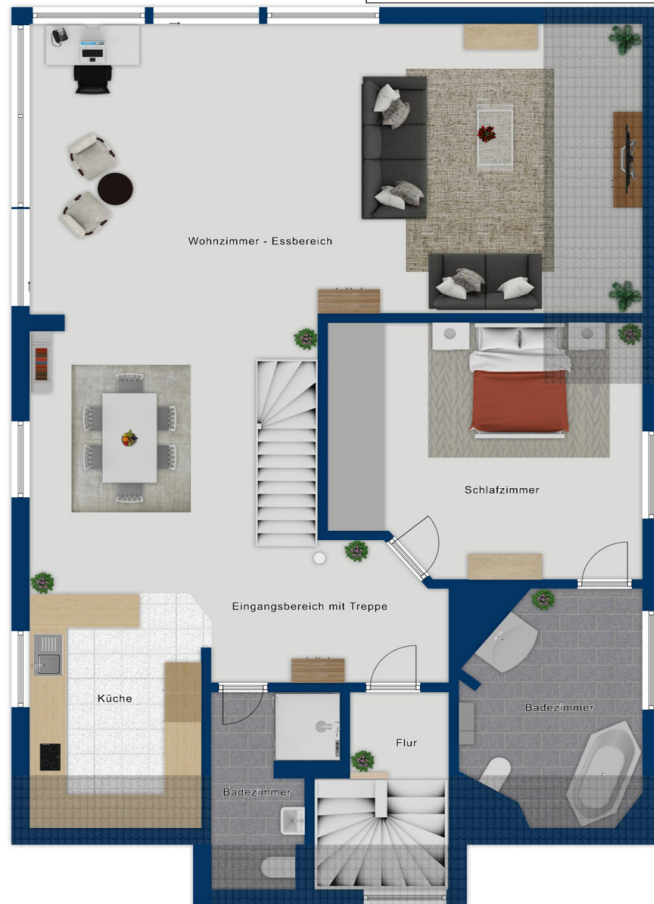 Wohnzimmer - Essbereich
Schlafzimmer
Eingangsbereich mit Treppe
Küche
Badezimmer
Flur
Badezimmer